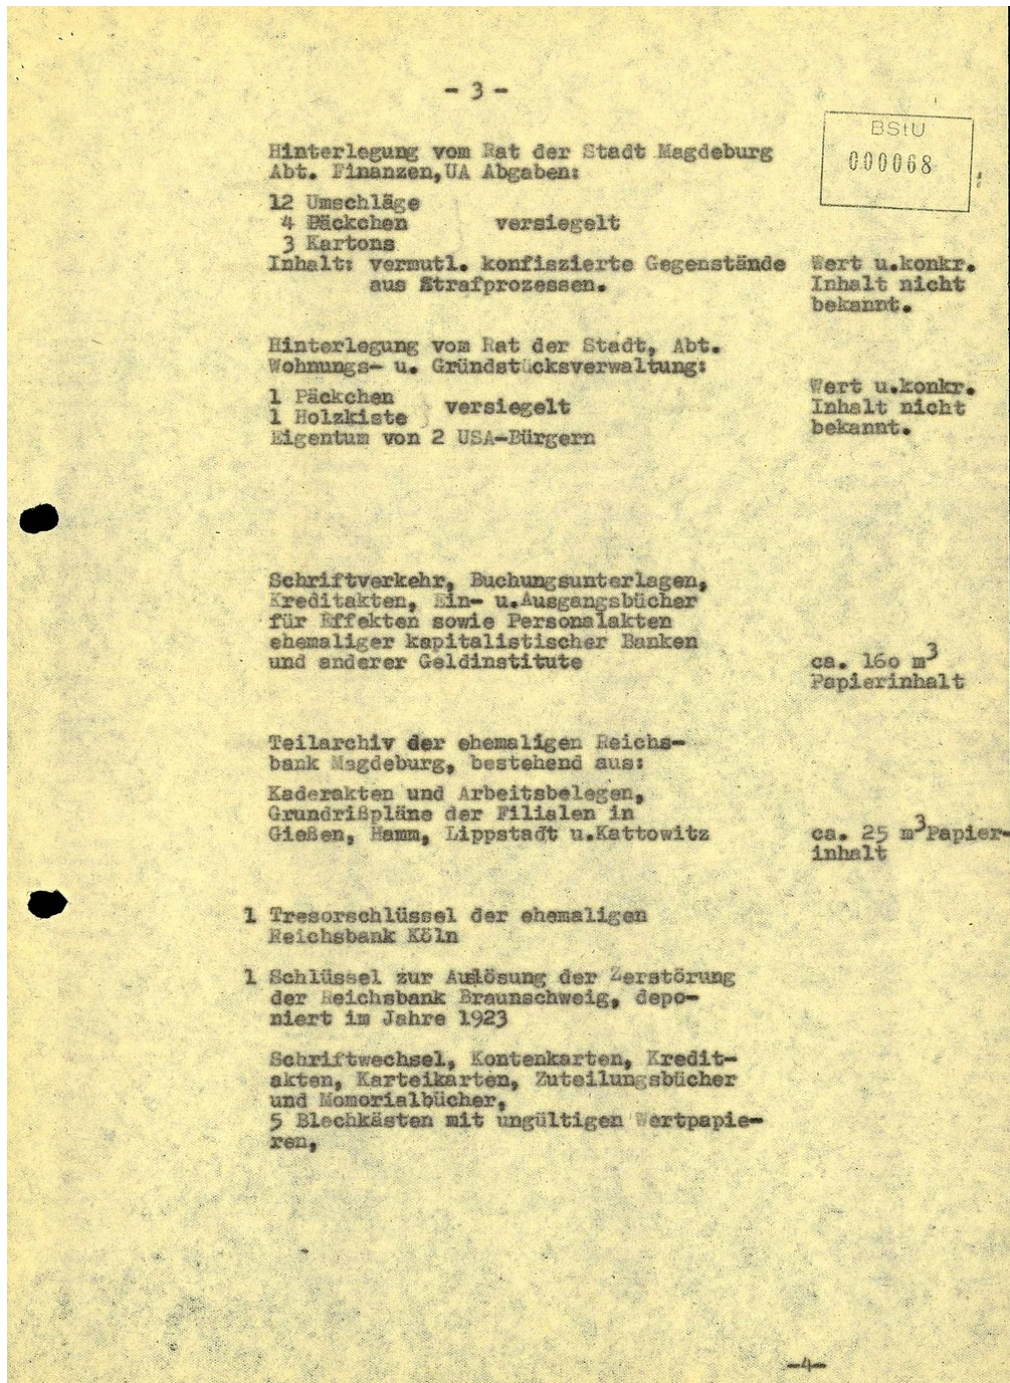 - 3 -
BStU
000068
Hinterlegung vom Rat der Stadt Magdeburg
Abt. Finanzen,UA Abgaben:
12 Umschläge
4 Päckchen versiegelt
3 Kartons
Inhalt: vermutl. konfiszierte Gegenstände Wert u.konkr.
aus Strafprozessen. Inhalt nicht
bekannt.
Hinterlegung vom Rat der Stadt, Abt.
Wohnungs- u. Gründstücksverwaltung:
1 Päckchen Wert u.konkr.
1 Holzkiste } versiegelt Inhalt nicht
Eigentum von 2 USA-Bürgern bekannt.
Schriftverkehr, Buchungsunterlagen,
Kreditakten, Ein- u.Ausgangsbücher
für Effekten sowie Personalakten
ehemaliger kapitalistischer Banken
und anderer Geldinstitute ca. 16o m³
Papierinhalt
Teilarchiv der ehemaligen Reichs-
bank Magdeburg, bestehend aus:
Kaderakten und Arbeitsbelegen,
Grundrißpläne der Filialen in
Gießen, Hamm, Lippstadt u.Kattowitz ca. 25 m³Papier-
inhalt
1 Tresorschlüssel der ehemaligen
Reichsbank Köln
1 Schlüssel zur Auslösung der Zerstörung
der Reichsbank Braunschweig, depo-
niert im Jahre 1923
Schriftwechsel, Kontenkarten, Kredit-
akten, Karteikarten, Zuteilungsbücher
und Momorialbücher,
5 Blechkästen mit ungültigen Wertpapie-
ren,
-4-